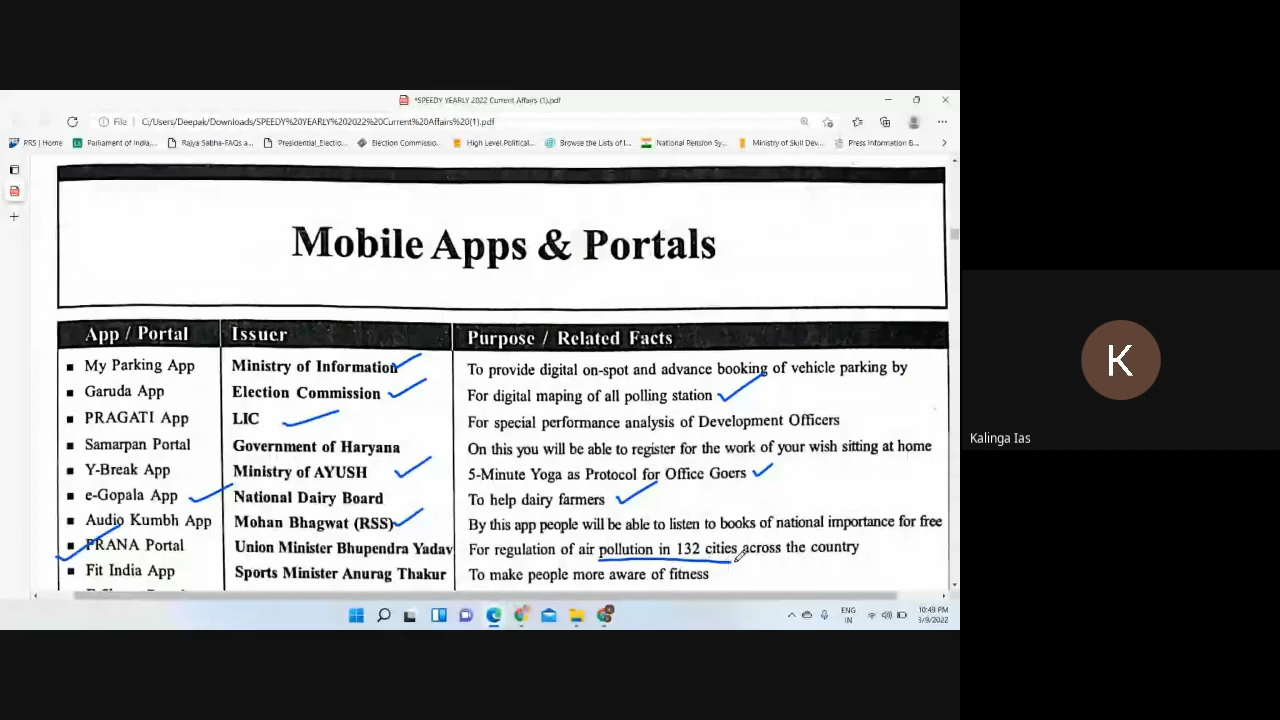 *SPEEDY YEARLY 2022 Current Affairs (1).pdf
File | C:/Users/Deepak/Downloads/SPEEDY%20YEARLY%202022%20Current%20Affairs%20(1).pdf
PRS | Home Parliament of India,... Rajya Sabha-FAQs a... Presidential_Electio... Election Commissio... High Level Political... Browse the Lists of I... National Pension Sy... Ministry of Skill Dev... Press Information B...
Mobile Apps & Portals
App / Portal Issuer Purpose / Related Facts
My Parking App Ministry of Information To provide digital on-spot and advance booking of vehicle parking by
Garuda App Election Commission For digital maping of all polling station
PRAGATI App LIC For special performance analysis of Development Officers
Samarpan Portal Government of Haryana On this you will be able to register for the work of your wish sitting at home
Y-Break App Ministry of AYUSH 5-Minute Yoga as Protocol for Office Goers
e-Gopala App National Dairy Board To help dairy farmers
Audio Kumbh App Mohan Bhagwat (RSS) By this app people will be able to listen to books of national importance for free
PRANA Portal Union Minister Bhupendra Yadav For regulation of air pollution in 132 cities across the country
Fit India App Sports Minister Anurag Thakur To make people more aware of fitness
ENG
IN
10:49 PM
3/9/2022
K
Kalinga Ias